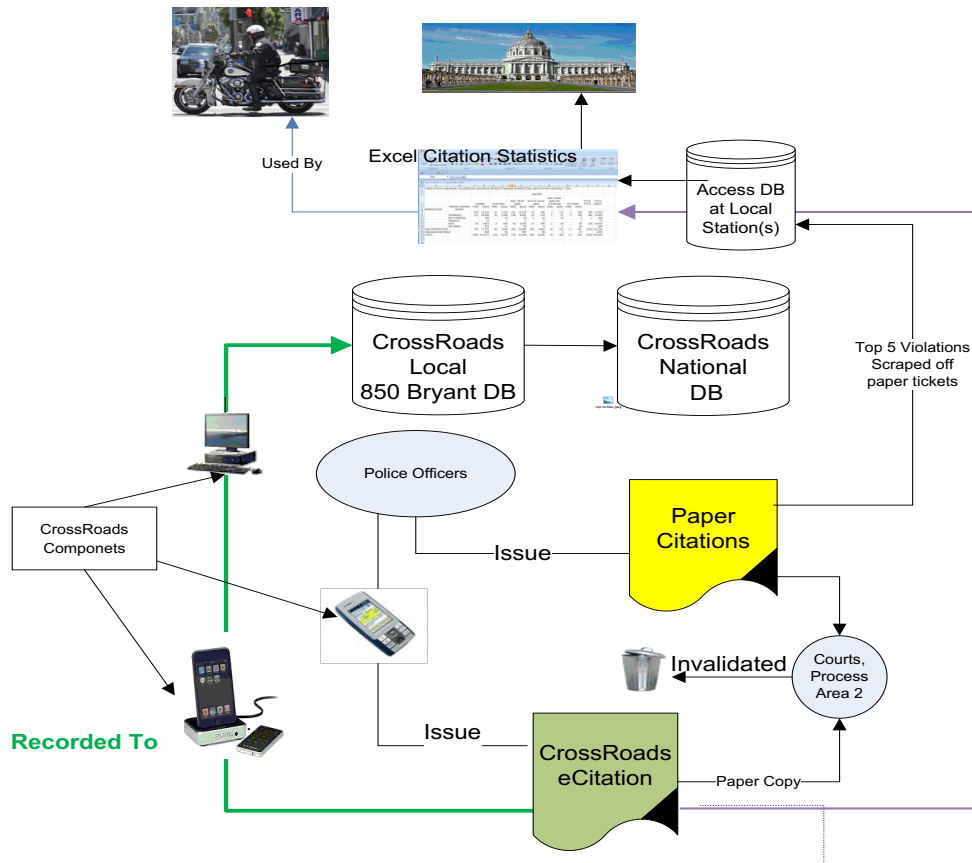 Used By
Excel Citation Statistics
Access DB
at Local
Station(s)
CrossRoads
Local
850 Bryant DB
CrossRoads
National
DB
Top 5 Violations
Scraped off
paper tickets
Police Officers
CrossRoads
Componets
Paper
Citations
Issue
Invalidated
Courts,
Process
Area 2
Recorded To
Issue
CrossRoads
eCitation
Paper Copy